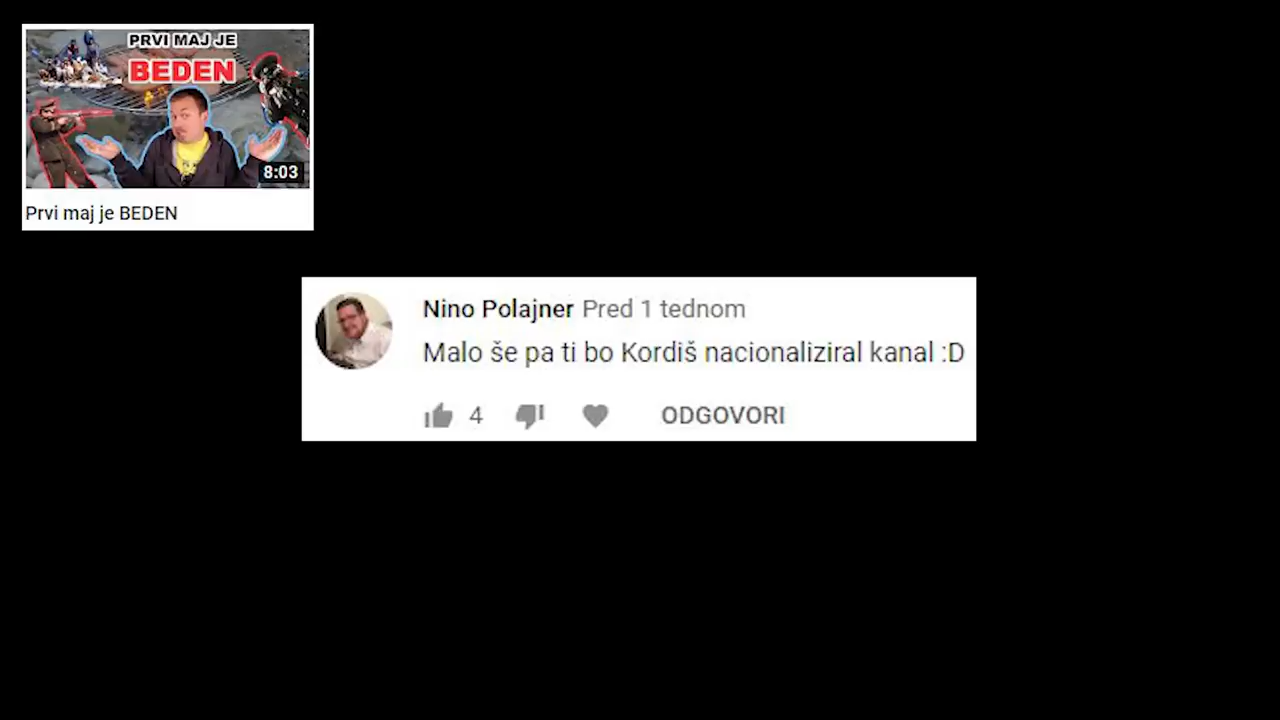 PRVI MAJ JE
BEDEN
8:03
Prvi maj je BEDEN
Nino Polajner Pred 1 tednom
Malo še pa ti bo Kordiš nacionaliziral kanal :D
4 ODGOVORI